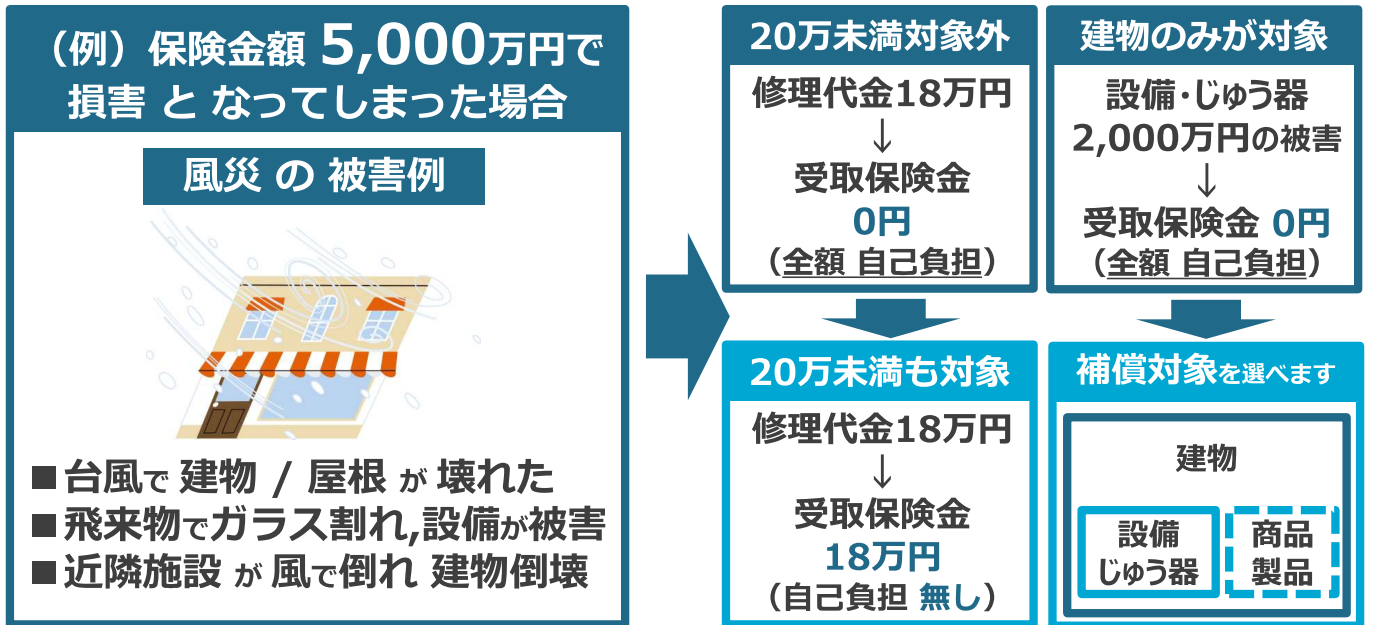 （例）保険金額 5,000万円で
損害 と なってしまった場合
風災 の 被害例
■台風で 建物 / 屋根 が 壊れた
■飛来物でガラス割れ,設備が被害
■近隣施設 が 風で倒れ 建物倒壊
20万未満対象外
修理代金18万円
↓
受取保険金
0円
（全額 自己負担）
建物のみが対象
設備･じゅう器
2,000万円の被害
↓
受取保険金 0円
（全額 自己負担）
20万未満も対象
修理代金18万円
↓
受取保険金
18万円
（自己負担 無し）
補償対象を選べます
建物
設備
じゅう器
商品
製品